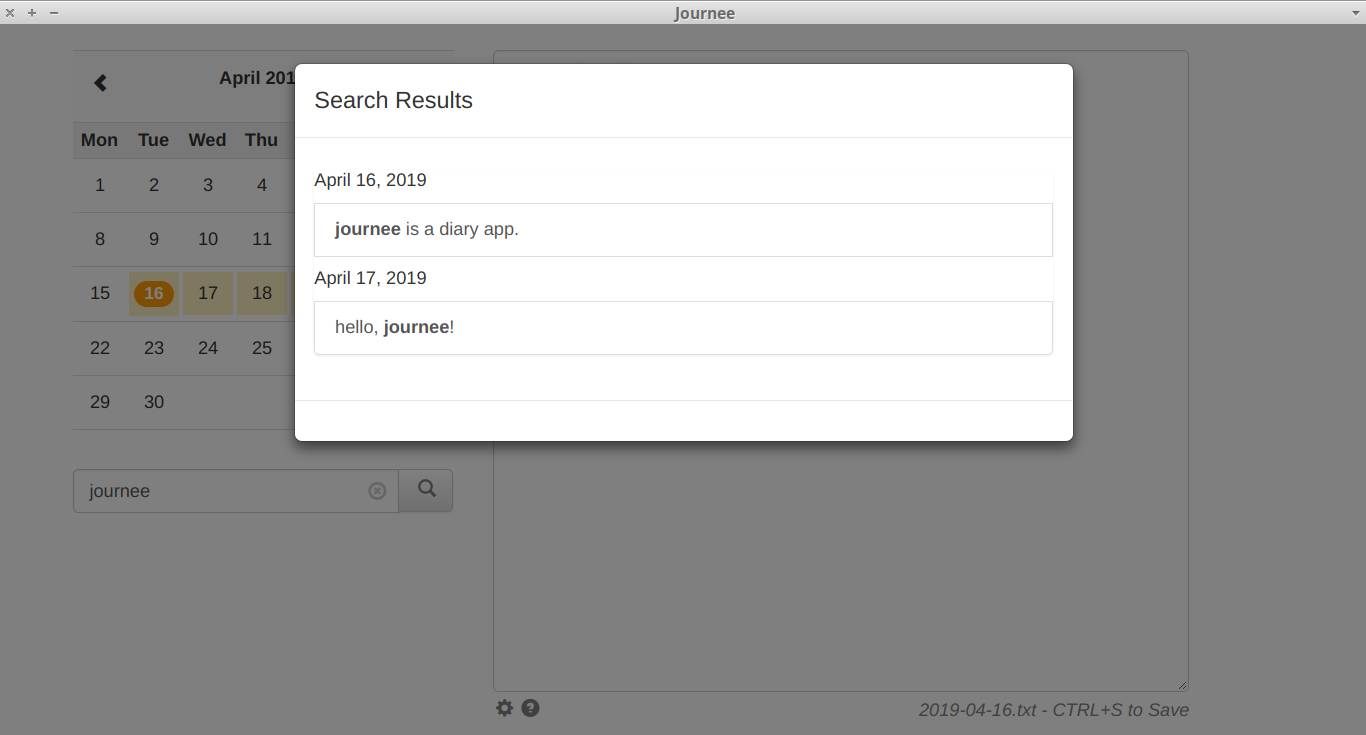 Journee
April 201
Mon Tue Wed Thu
1 2 3 4
8 9 10 11
15 16 17 18
22 23 24 25
29 30
journee
Search Results
April 16, 2019
journee is a diary app.
April 17, 2019
hello, journee!
2019-04-16.txt - CTRL+S to Save